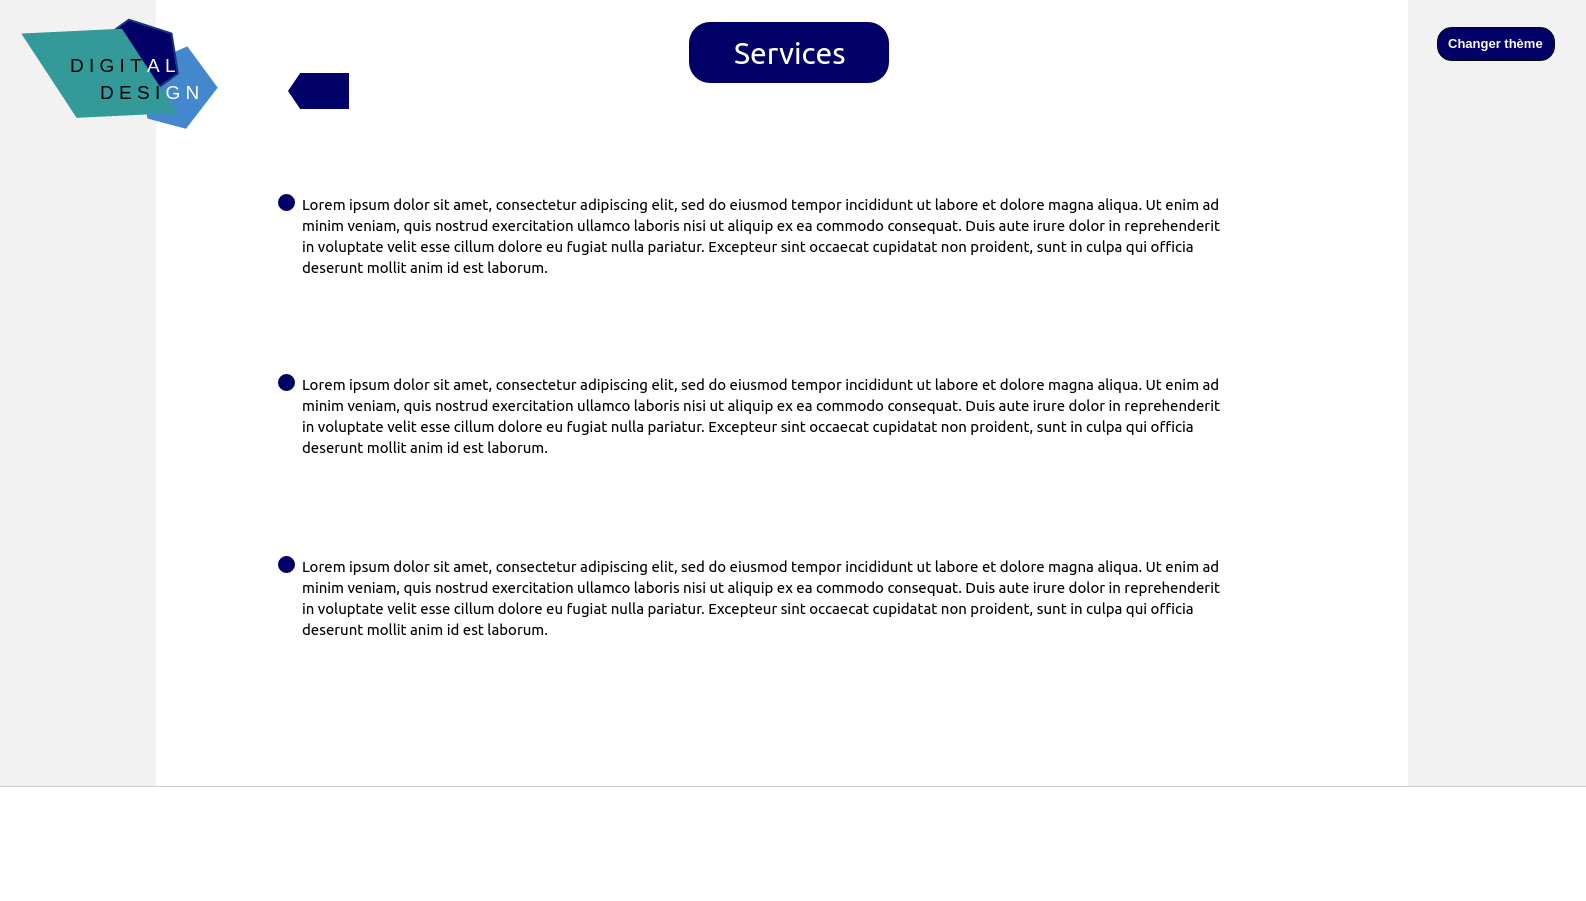 DIGITAL
DESIGN
Services
Changer thème
Lorem ipsum dolor sit amet, consectetur adipiscing elit, sed do eiusmod tempor incididunt ut labore et dolore magna aliqua. Ut enim ad
minim veniam, quis nostrud exercitation ullamco laboris nisi ut aliquip ex ea commodo consequat. Duis aute irure dolor in reprehenderit
in voluptate velit esse cillum dolore eu fugiat nulla pariatur. Excepteur sint occaecat cupidatat non proident, sunt in culpa qui officia
deserunt mollit anim id est laborum.
Lorem ipsum dolor sit amet, consectetur adipiscing elit, sed do eiusmod tempor incididunt ut labore et dolore magna aliqua. Ut enim ad
minim veniam, quis nostrud exercitation ullamco laboris nisi ut aliquip ex ea commodo consequat. Duis aute irure dolor in reprehenderit
in voluptate velit esse cillum dolore eu fugiat nulla pariatur. Excepteur sint occaecat cupidatat non proident, sunt in culpa qui officia
deserunt mollit anim id est laborum.
Lorem ipsum dolor sit amet, consectetur adipiscing elit, sed do eiusmod tempor incididunt ut labore et dolore magna aliqua. Ut enim ad
minim veniam, quis nostrud exercitation ullamco laboris nisi ut aliquip ex ea commodo consequat. Duis aute irure dolor in reprehenderit
in voluptate velit esse cillum dolore eu fugiat nulla pariatur. Excepteur sint occaecat cupidatat non proident, sunt in culpa qui officia
deserunt mollit anim id est laborum.